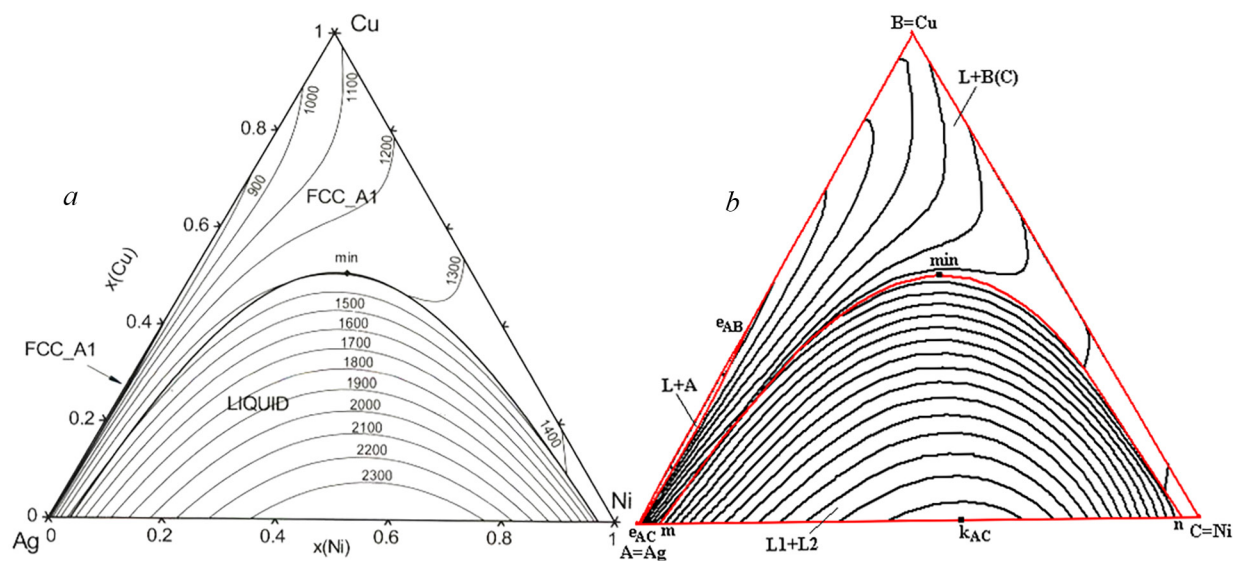 a
Cu
1
0.8
0.6
0.4
0.2
0
x(Cu)
1000
1100
900
1200
FCC_A1
min
1300
1500
1600
1700
1800
1900
LIQUID
2000
2100
2200
2300
1400
FCC_A1
Ag
0
0.2
0.4
0.6
0.8
1
x(Ni)
Ni
b
B=Cu
L+B(C)
min
eAB
L+A
eAC
m
A=Ag
L1+L2
kAC
n
C=Ni